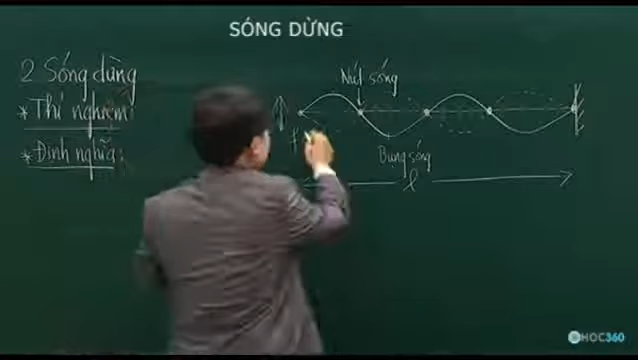 SÓNG DỪNG
2 Sóng dừng
* Thí nghiệm
* Định nghĩa:
Nút sóng
Bụng sóng
l
HOC360